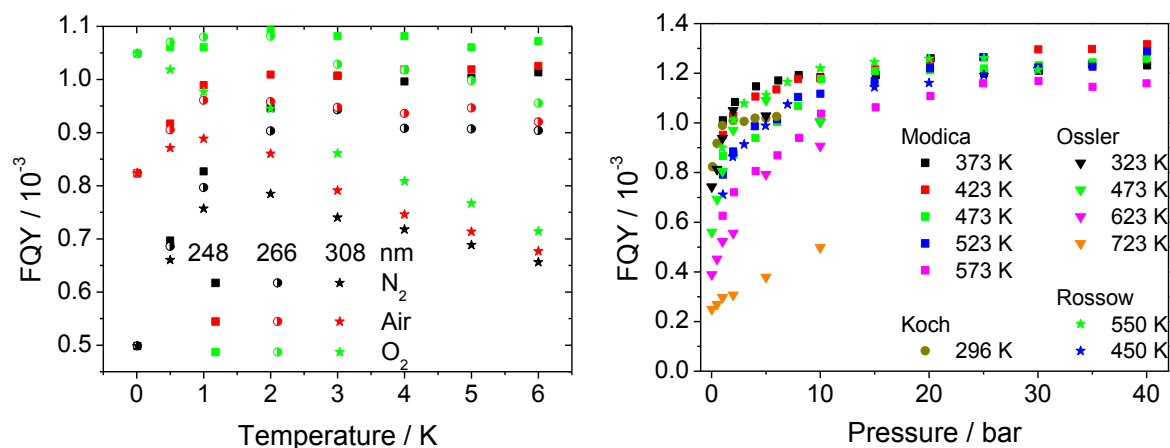 FQY / 10⁻³
1.1
1.0
0.9
0.8
0.7
0.6
0.5
248 266 308 nm
N₂
Air
O₂
0 1 2 3 4 5 6
Temperature / K
FQY / 10⁻³
1.4
1.2
1.0
0.8
0.6
0.4
0.2
0.0
Modica
373 K
423 K
473 K
523 K
573 K
Ossler
323 K
473 K
623 K
723 K
Koch
296 K
Rossow
550 K
450 K
0 10 20 30 40
Pressure / bar